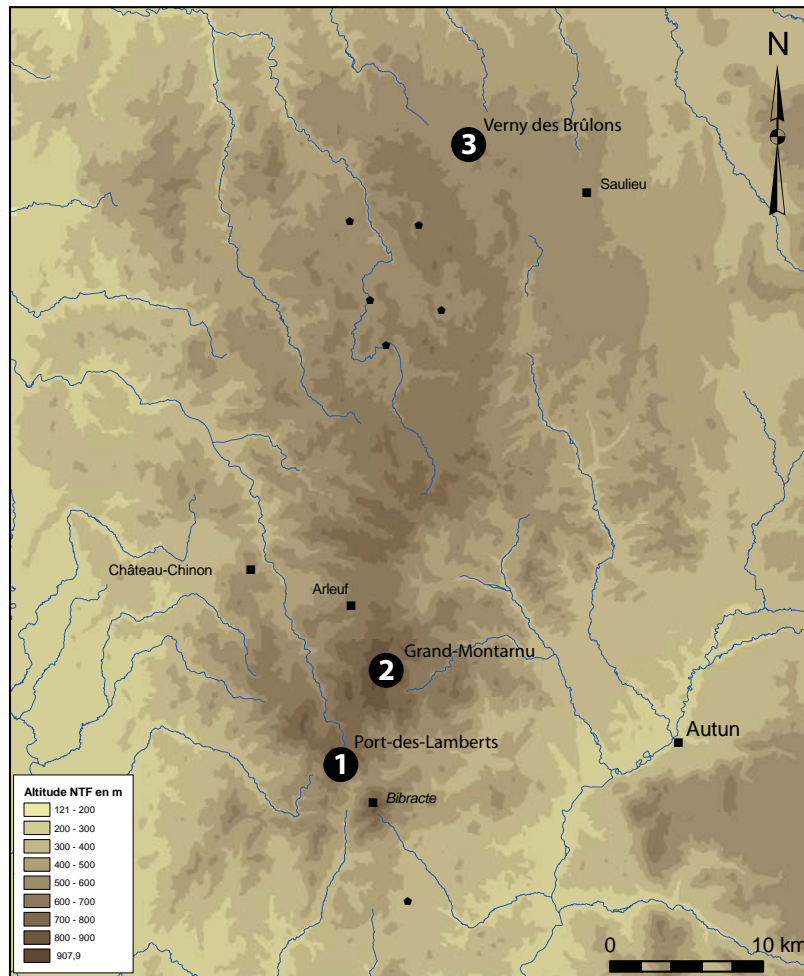 N
3 Verny des Brûlons
Saulieu
Château-Chinon
Arleuf
2 Grand-Montarnu
1 Port-des-Lamberts
Autun
Bibracte
Altitude NTF en m
121 - 200
200 - 300
300 - 400
400 - 500
500 - 600
600 - 700
700 - 800
800 - 900
907,9
0 10 km